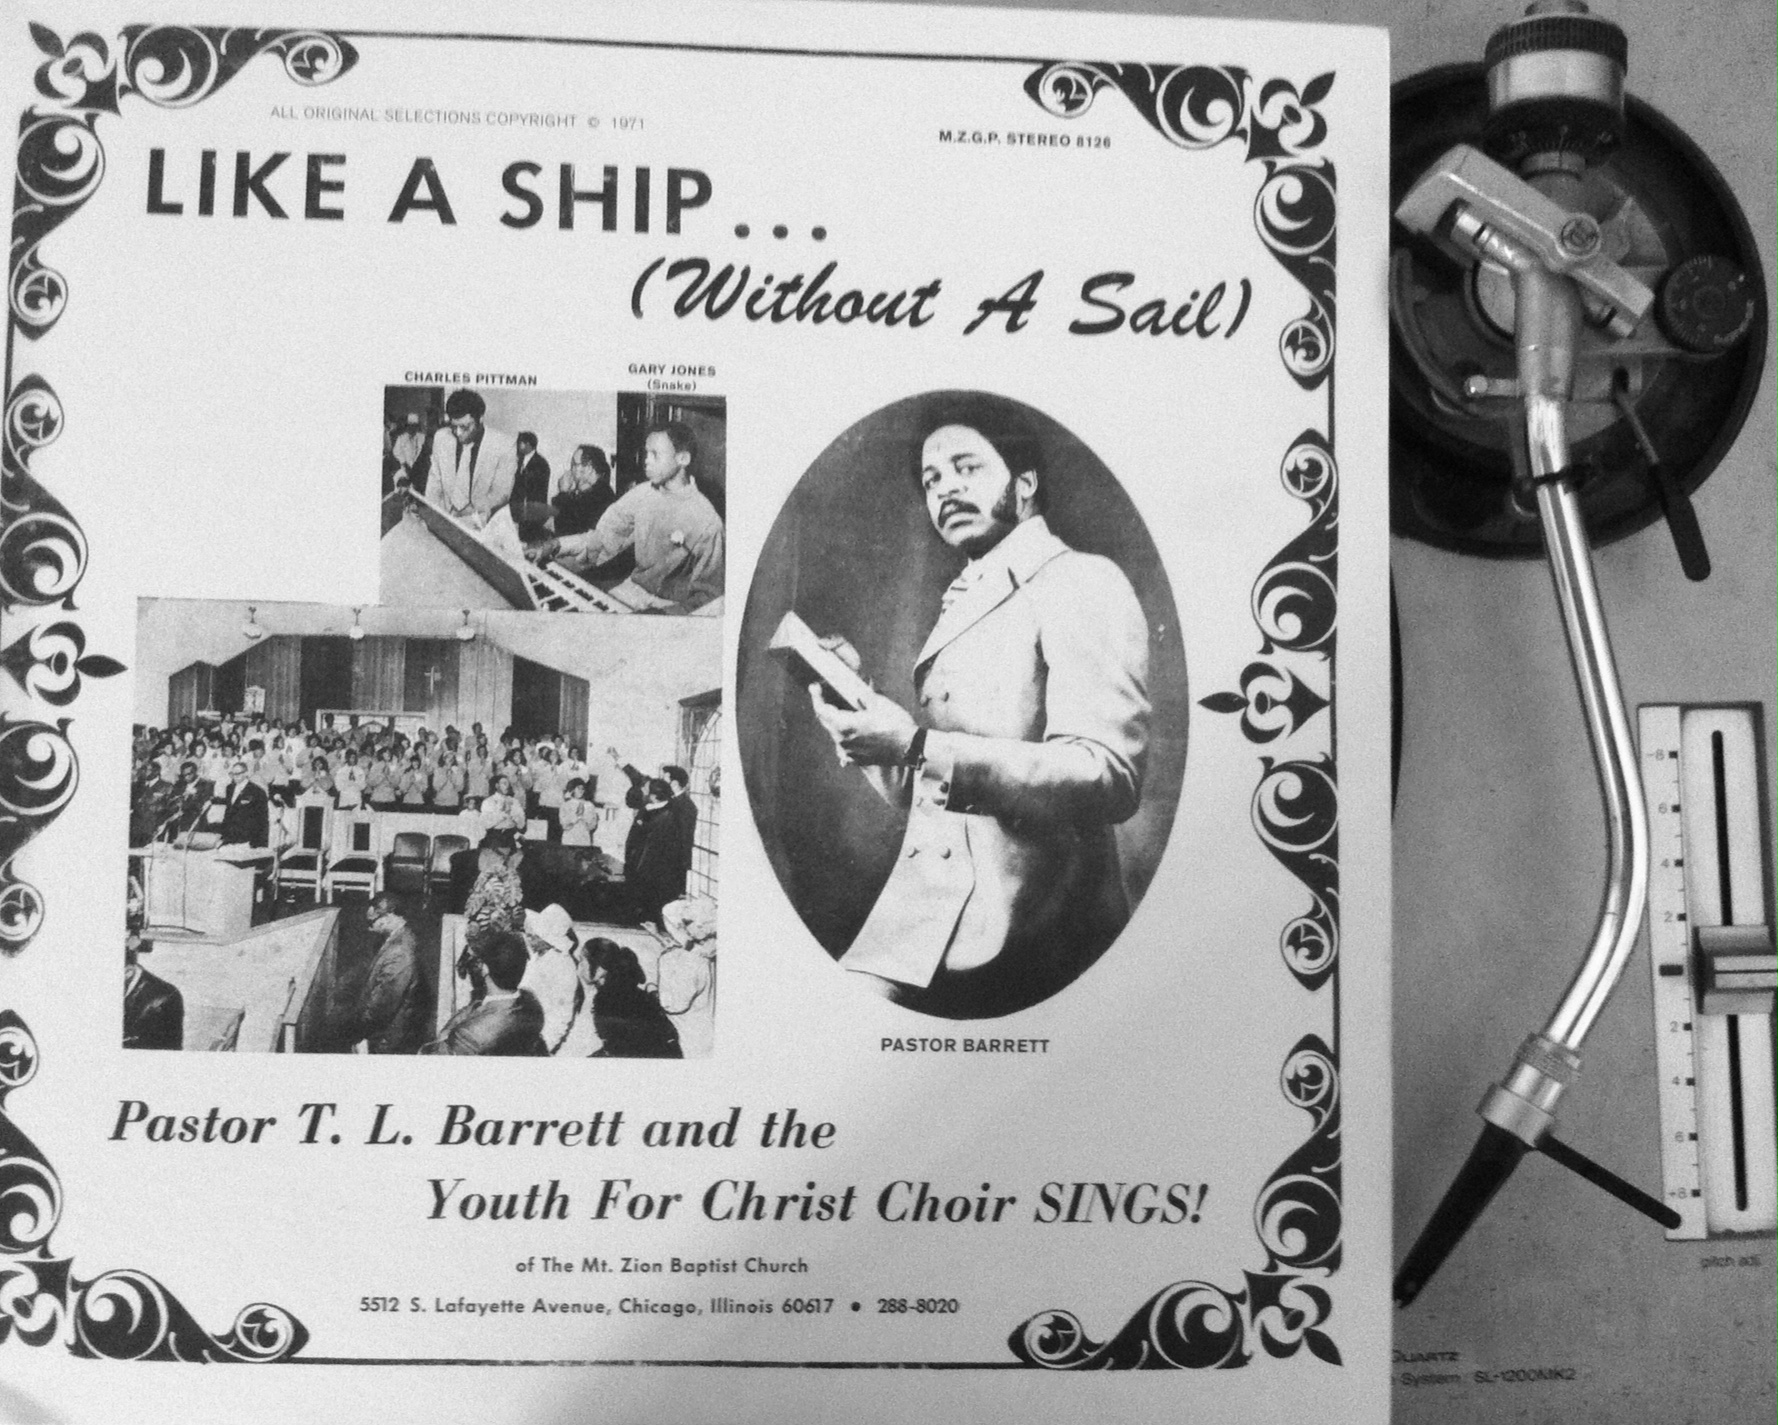 ALL ORIGINAL SELECTIONS COPYRIGHT © 1971
M.Z.G.P. STEREO 8126
LIKE A SHIP...
(Without A Sail)
CHARLES PITTMAN
GARY JONES
(Snake)
PASTOR BARRETT
Pastor T. L. Barrett and the
Youth For Christ Choir SINGS!
of The Mt. Zion Baptist Church
5512 S. Lafayette Avenue, Chicago, Illinois 60617 • 288-8020
-8
6
4
2
2
4
6
+8
pitch adj.
QUARTZ
System SL-1200MK2